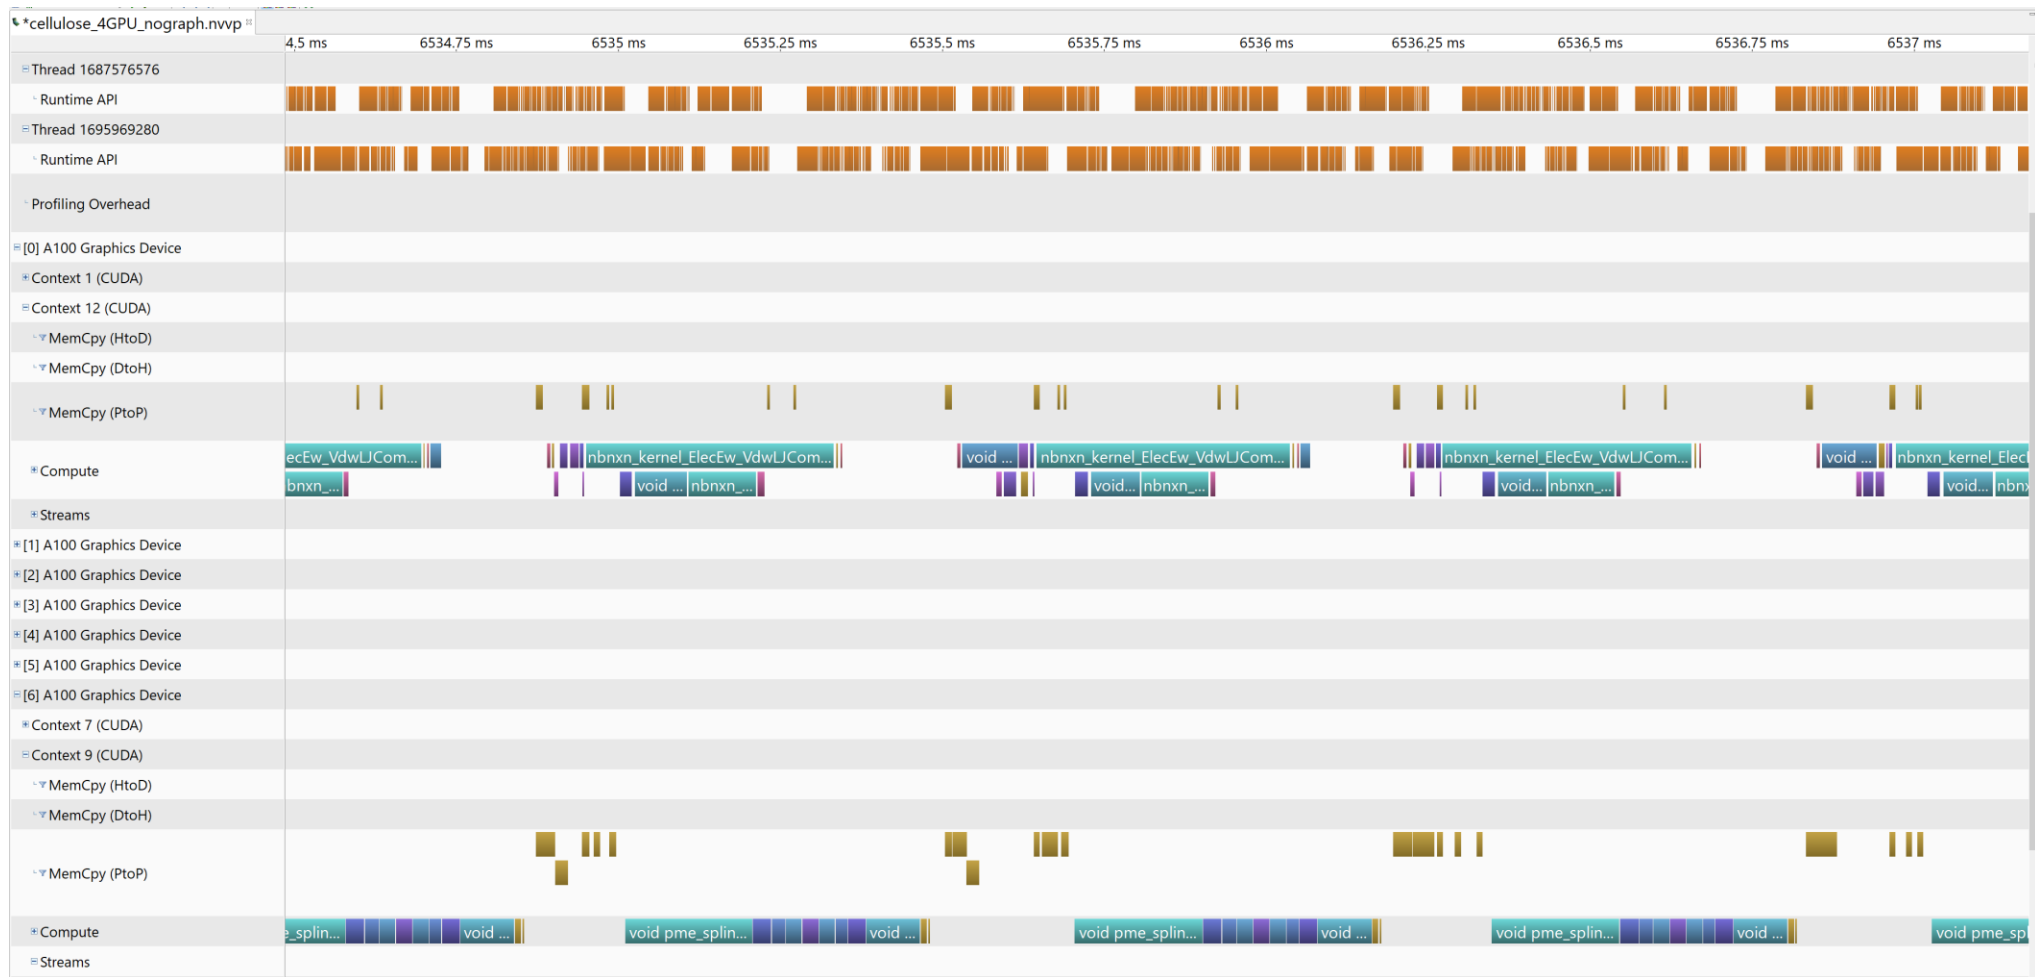 *cellulose_4GPU_nograph.nvvp
4,5 ms 6534.75 ms 6535 ms 6535.25 ms 6535.5 ms 6535.75 ms 6536 ms 6536.25 ms 6536.5 ms 6536.75 ms 6537 ms
Thread 1687576576
Runtime API
Thread 1695969280
Runtime API
Profiling Overhead
[0] A100 Graphics Device
Context 1 (CUDA)
Context 12 (CUDA)
MemCpy (HtoD)
MemCpy (DtoH)
MemCpy (PtoP)
ecEw_VdwLJCom... nbnxn_kernel_ElecEw_VdwLJCom... void ... nbnxn_kernel_ElecEw_VdwLJCom... nbnxn_kernel_ElecEw_VdwLJCom... void ... nbnxn_kernel_Elecl
Compute
bnxn_... void ... nbnxn_... void... nbnxn_... void... nbnxn_... void... nbnx
Streams
[1] A100 Graphics Device
[2] A100 Graphics Device
[3] A100 Graphics Device
[4] A100 Graphics Device
[5] A100 Graphics Device
[6] A100 Graphics Device
Context 7 (CUDA)
Context 9 (CUDA)
MemCpy (HtoD)
MemCpy (DtoH)
MemCpy (PtoP)
Compute e_splin... void ... void pme_splin... void ... void pme_splin... void ... void pme_splin... void ... void pme_spl
Streams